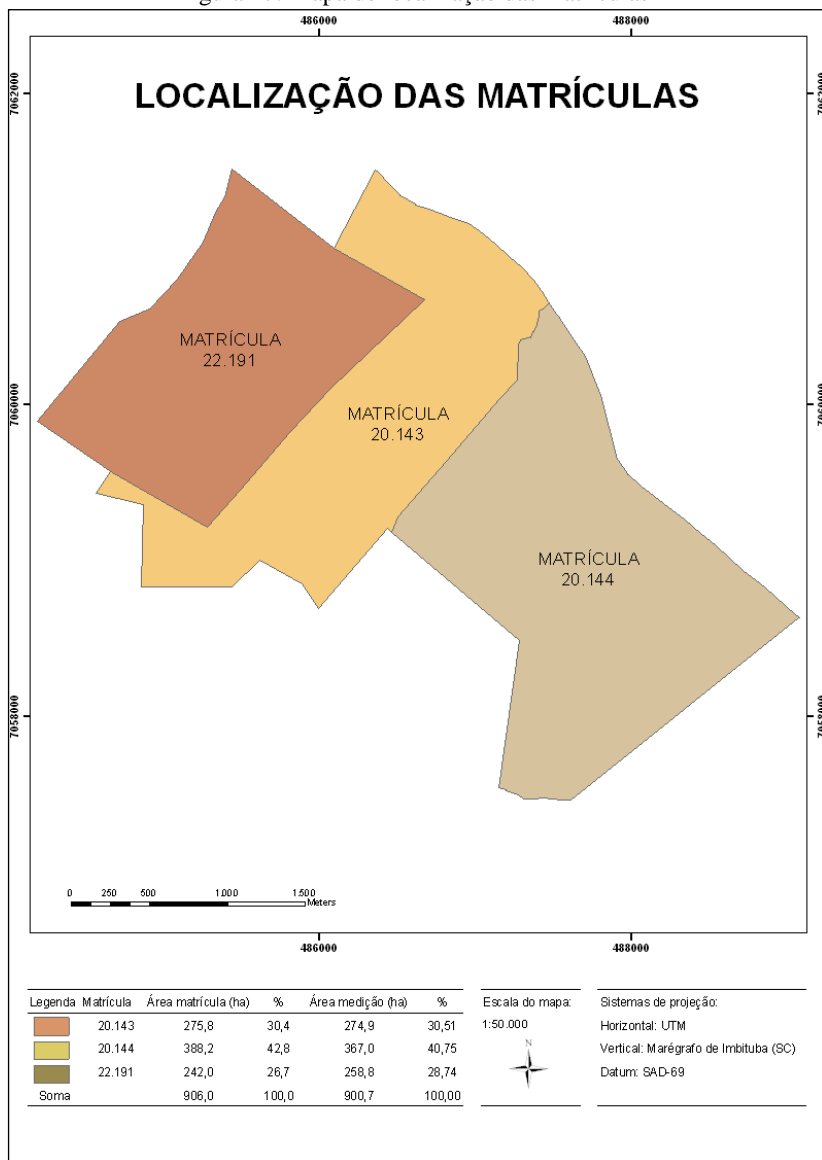 486000 488000
7062000 7062000
LOCALIZAÇÃO DAS MATRÍCULAS
MATRÍCULA
22.191
7060000 7060000
MATRÍCULA
20.143
MATRÍCULA
20.144
7058000 7058000
0 250 500 1.000 1.500
Meters
486000 488000
Legenda Matrícula Área matrícula (ha) % Área medição (ha) %
20.143 275,8 30,4 274,9 30,51
20.144 388,2 42,8 367,0 40,75
22.191 242,0 26,7 258,8 28,74
Soma 906,0 100,0 900,7 100,00
Escala do mapa:
1:50.000
N
Sistemas de projeção:
Horizontal: UTM
Vertical: Marégrafo de Imbituba (SC)
Datum: SAD-69